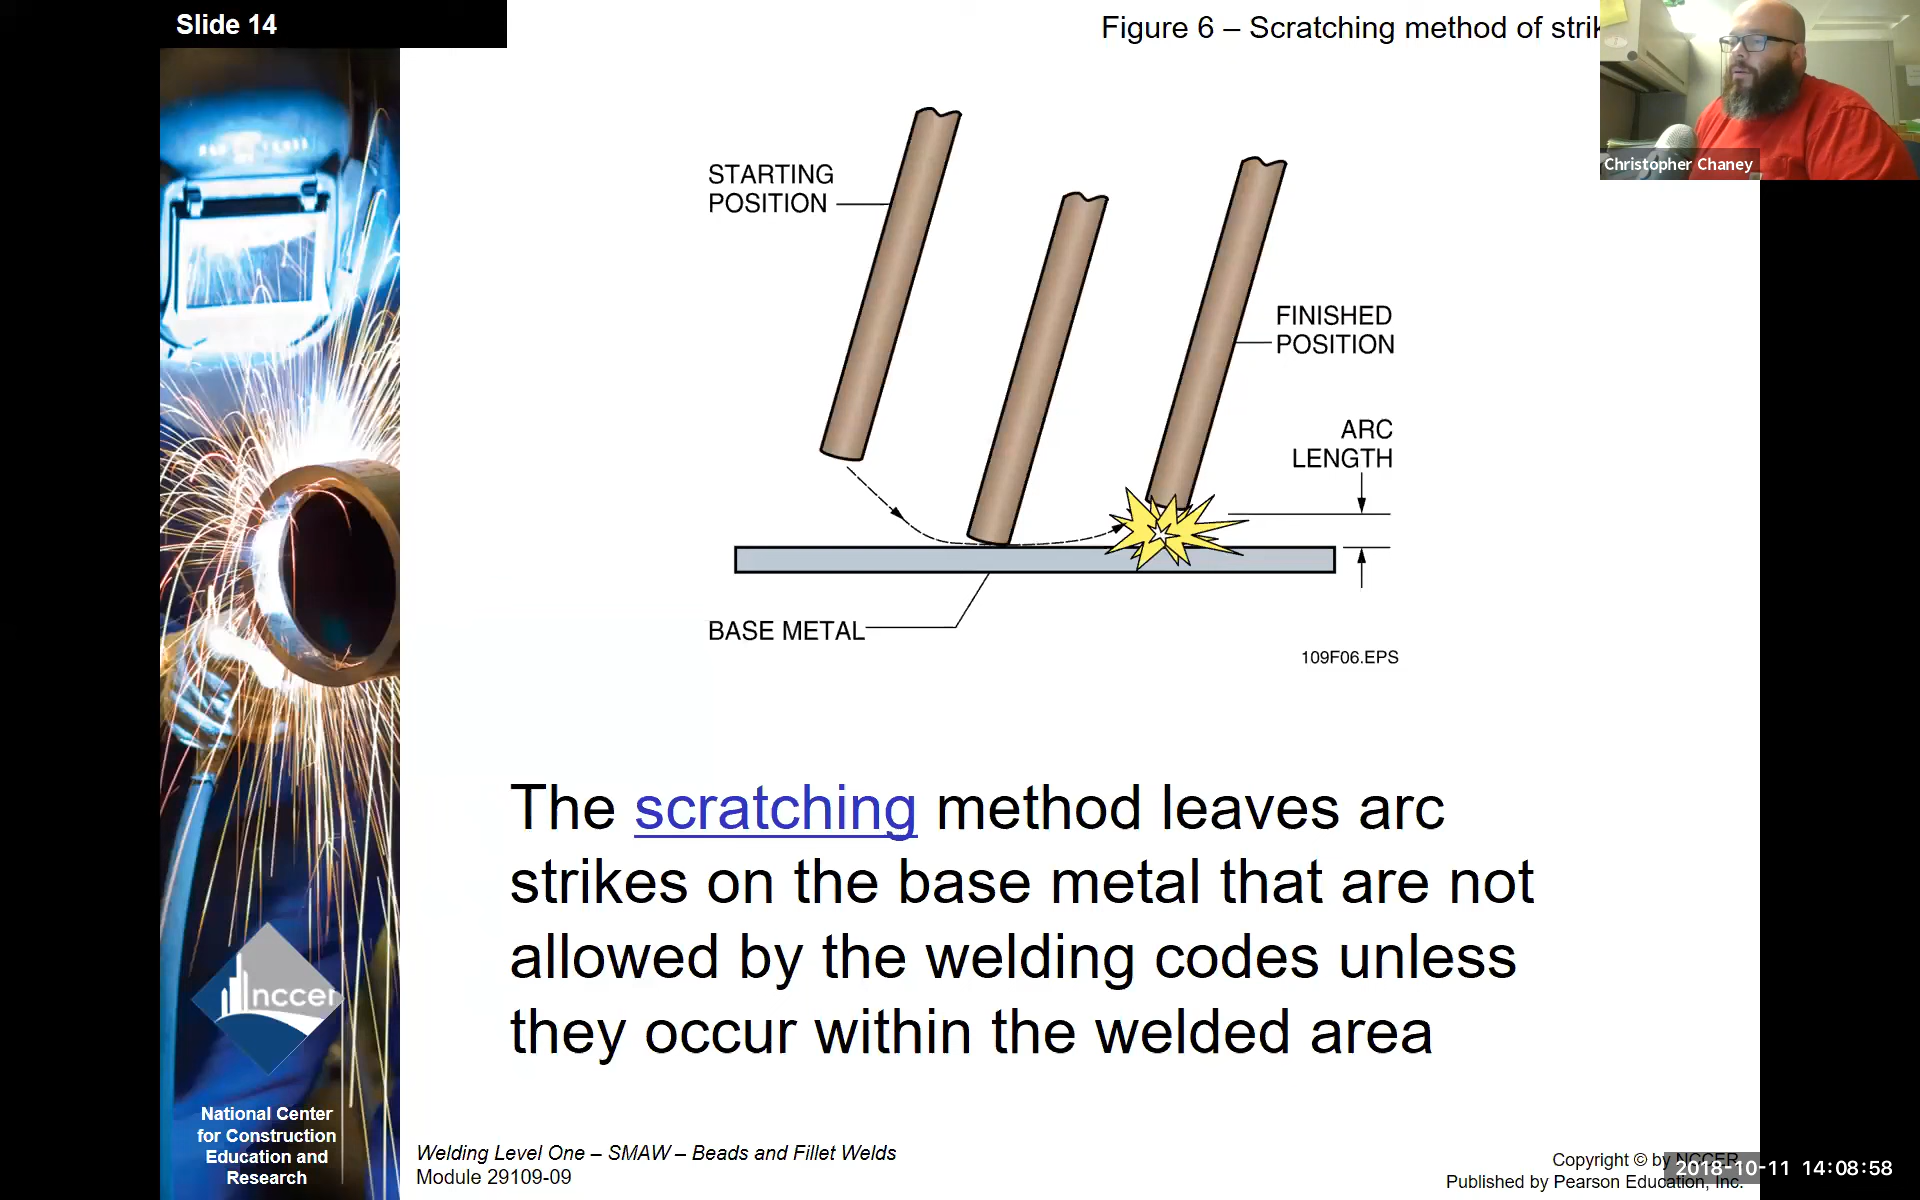 Slide 14
Figure 6 – Scratching method of
Christopher Chaney
STARTING
POSITION
FINISHED
POSITION
ARC
LENGTH
BASE METAL
109F06.EPS
The scratching method leaves arc
strikes on the base metal that are not
allowed by the welding codes unless
they occur within the welded area
nccer
National Center
for Construction
Education and
Research
Welding Level One – SMAW – Beads and Fillet Welds
Module 29109-09
Copyright © by NCCER
Published by Pearson Education, Inc.
2018-10-11 14:08:58